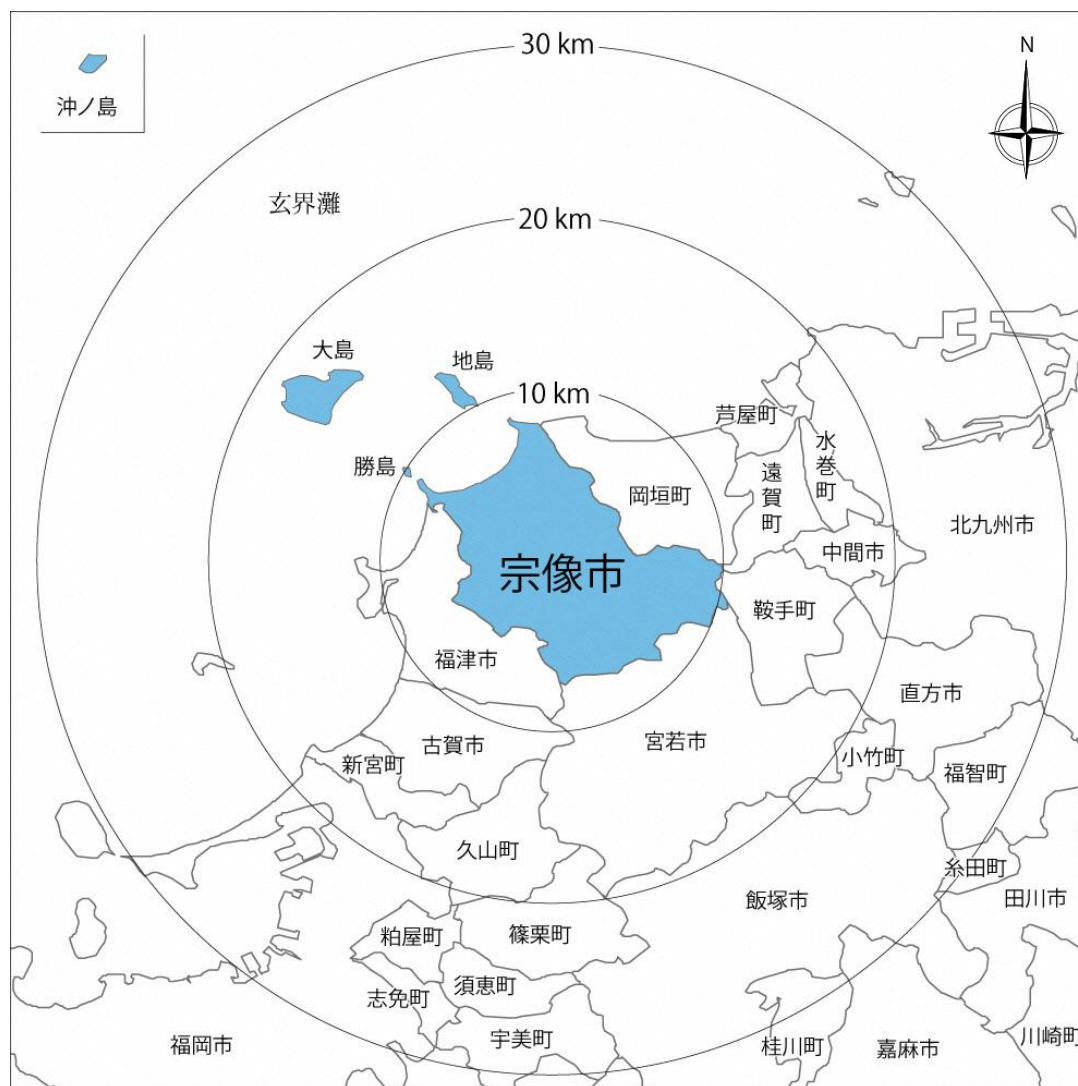 30 km
N
沖ノ島
玄界灘
20 km
大島
地島
10 km
芦屋町
水巻町
勝島
遠賀町
岡垣町
北九州市
中間市
宗像市
鞍手町
福津市
直方市
古賀市
宮若市
新宮町
小竹町
福智町
久山町
糸田町
飯塚市
田川市
粕屋町
篠栗町
須恵町
志免町
宇美町
川崎町
福岡市
桂川町
嘉麻市